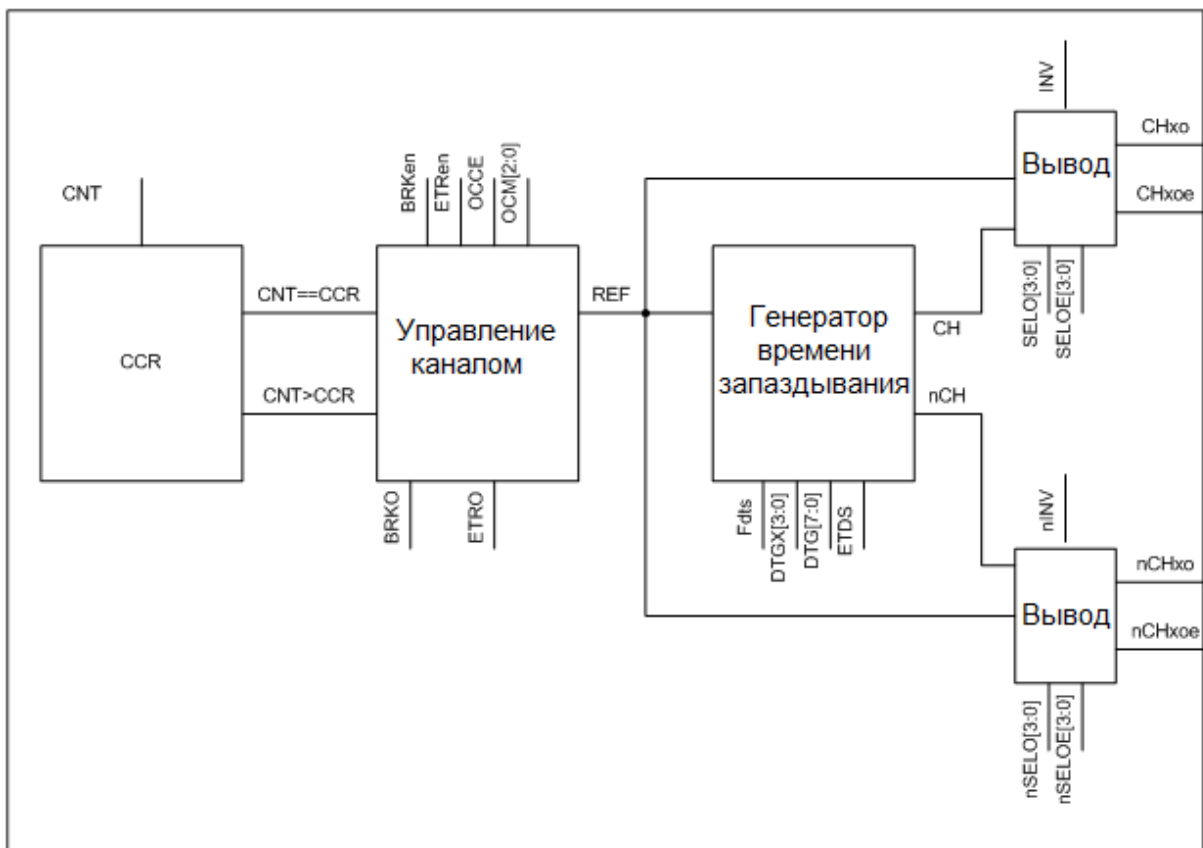 INV
CHxo
Вывод
CHxoe
SELO[3:0]
SELOE[3:0]
CNT
BRKen
ETRen
OCCE
OCM[2:0]
CNT==CCR
REF
CCR
Управление
каналом
Генератор
времени
запаздывания
CH
CNT>CCR
nCH
BRKO
ETRO
Fdts
DTGX[3:0]
DTG[7:0]
ETDS
nINV
nCHxo
Вывод
nCHxoe
nSELO[3:0]
nSELOE[3:0]